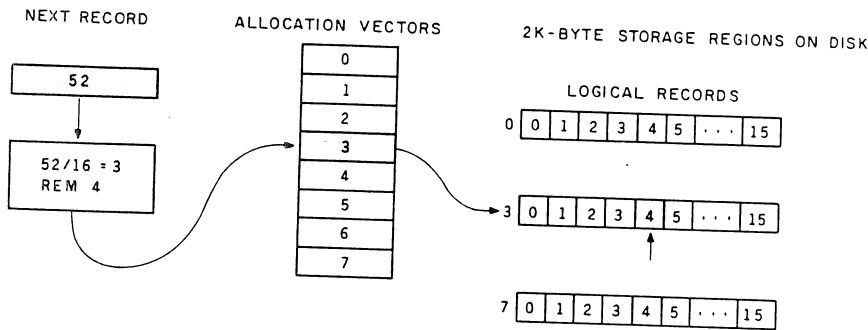 NEXT RECORD
52
52/16 = 3
REM 4
ALLOCATION VECTORS
0
1
2
3
4
5
6
7
2K-BYTE STORAGE REGIONS ON DISK
LOGICAL RECORDS
0 0 1 2 3 4 5 ... 15
3 0 1 2 3 4 5 ... 15
7 0 1 2 3 4 5 ... 15